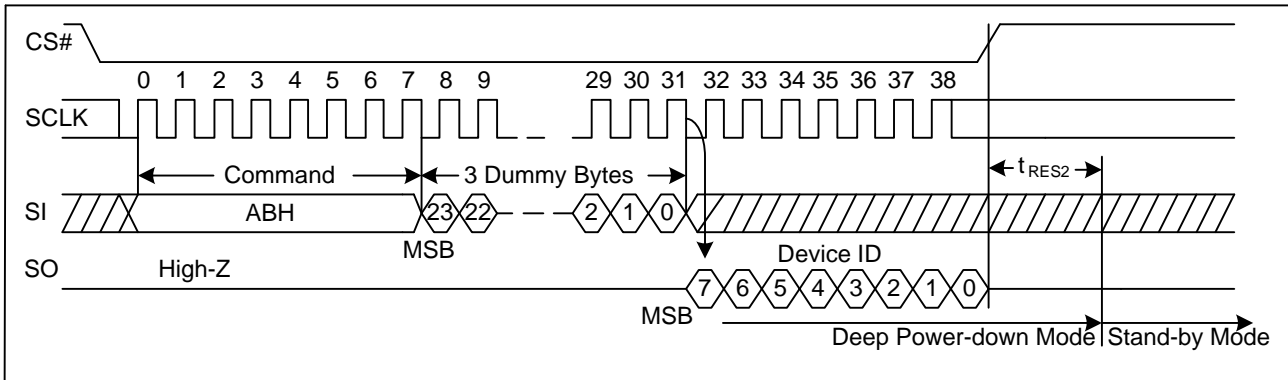 CS#
0 1 2 3 4 5 6 7 8 9 29 30 31 32 33 34 35 36 37 38
SCLK
Command 3 Dummy Bytes tRES2
SI ABH 23 22 2 1 0
MSB
SO High-Z Device ID
7 6 5 4 3 2 1 0
MSB
Deep Power-down Mode Stand-by Mode